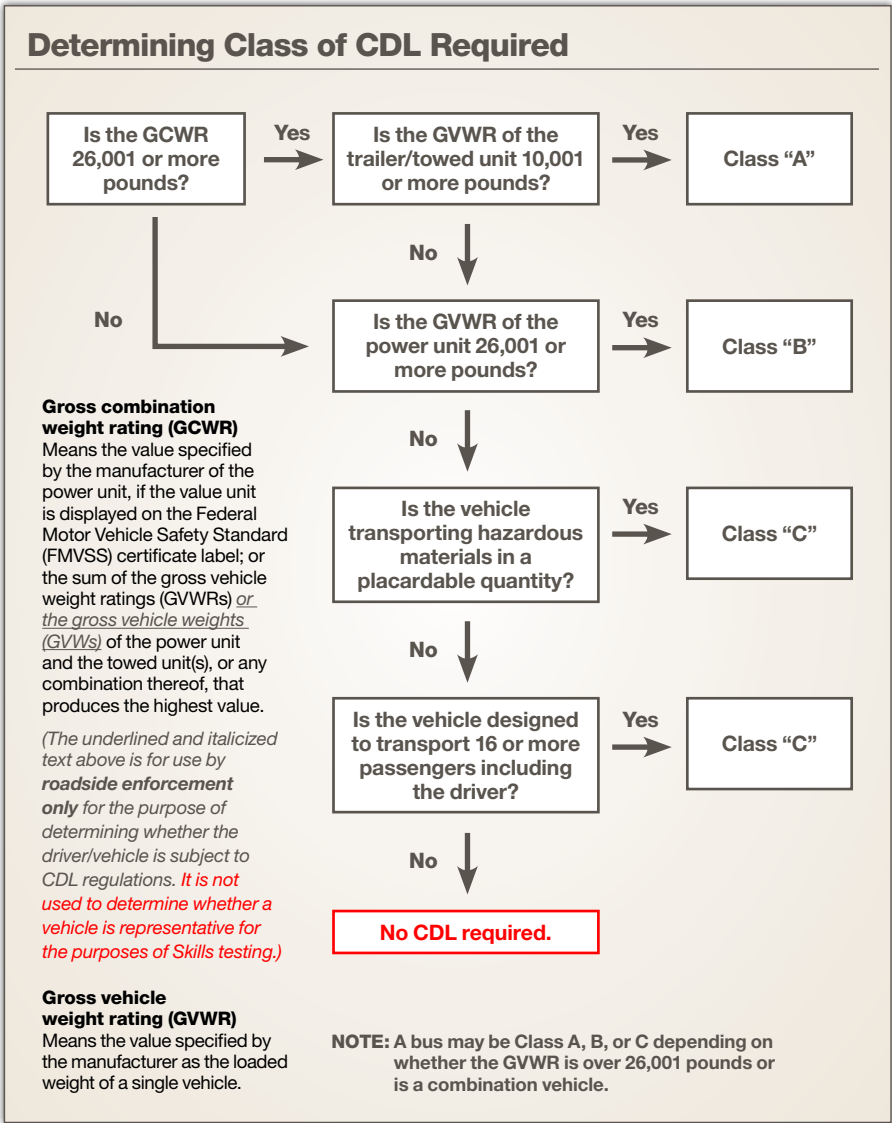 Determining Class of CDL Required
Is the GCWR
26,001 or more
pounds?
Yes
Is the GVWR of the
trailer/towed unit 10,001
or more pounds?
Yes
Class “A”
No
No
Is the GVWR of the
power unit 26,001 or
more pounds?
Yes
Class “B”
No
Is the vehicle
transporting hazardous
materials in a
placardable quantity?
Yes
Class “C”
No
Is the vehicle designed
to transport 16 or more
passengers including
the driver?
Yes
Class “C”
No
No CDL required.
Gross combination
weight rating (GCWR)
Means the value specified
by the manufacturer of the
power unit, if the value unit
is displayed on the Federal
Motor Vehicle Safety Standard
(FMVSS) certificate label; or
the sum of the gross vehicle
weight ratings (GVWRs) or
the gross vehicle weights
(GVWs) of the power unit
and the towed unit(s), or any
combination thereof, that
produces the highest value.
(The underlined and italicized
text above is for use by
roadside enforcement
only for the purpose of
determining whether the
driver/vehicle is subject to
CDL regulations. It is not
used to determine whether a
vehicle is representative for
the purposes of Skills testing.)
Gross vehicle
weight rating (GVWR)
Means the value specified by
the manufacturer as the loaded
weight of a single vehicle.
NOTE: A bus may be Class A, B, or C depending on
whether the GVWR is over 26,001 pounds or
is a combination vehicle.